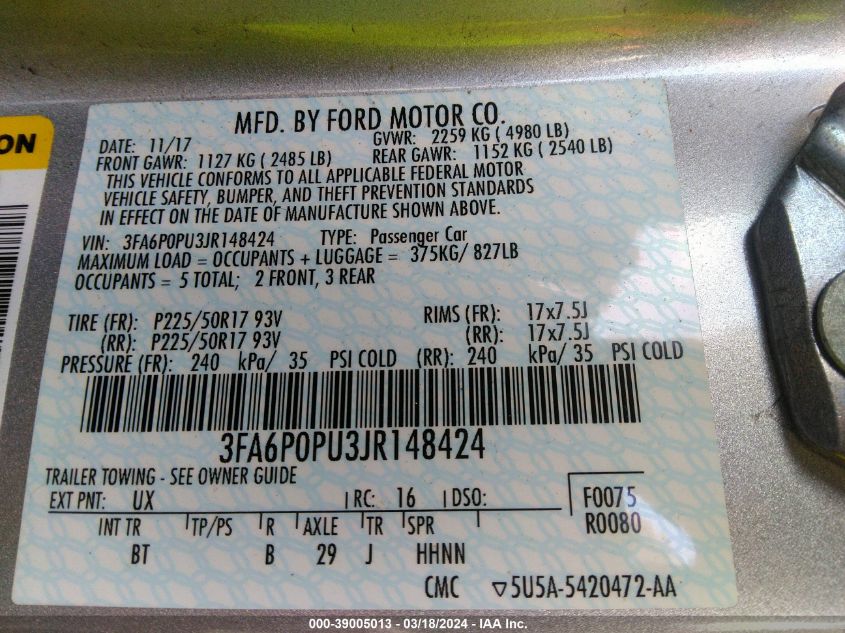 ON
MFD. BY FORD MOTOR CO.
DATE: 11/17 GVWR: 2259 KG ( 4980 LB)
FRONT GAWR: 1127 KG ( 2485 LB) REAR GAWR: 1152 KG ( 2540 LB)
THIS VEHICLE CONFORMS TO ALL APPLICABLE FEDERAL MOTOR
VEHICLE SAFETY, BUMPER, AND THEFT PREVENTION STANDARDS
IN EFFECT ON THE DATE OF MANUFACTURE SHOWN ABOVE.
VIN: 3FA6P0PU3JR148424 TYPE: Passenger Car
MAXIMUM LOAD = OCCUPANTS + LUGGAGE = 375KG/ 827LB
OCCUPANTS = 5 TOTAL; 2 FRONT, 3 REAR
TIRE (FR): P225/50R17 93V RIMS (FR): 17x7.5J
(RR): P225/50R17 93V (RR): 17x7.5J
PRESSURE (FR): 240 kPa/ 35 PSI COLD (RR): 240 kPa/ 35 PSI COLD
3FA6P0PU3JR148424
TRAILER TOWING - SEE OWNER GUIDE
EXT PNT: UX RC: 16 DSO: F0075
R0080
INT TR TP/PS R AXLE TR SPR
BT B 29 J HHNN
CMC ▽5U5A-5420472-AA
000-39005013 - 03/18/2024 - IAA Inc.